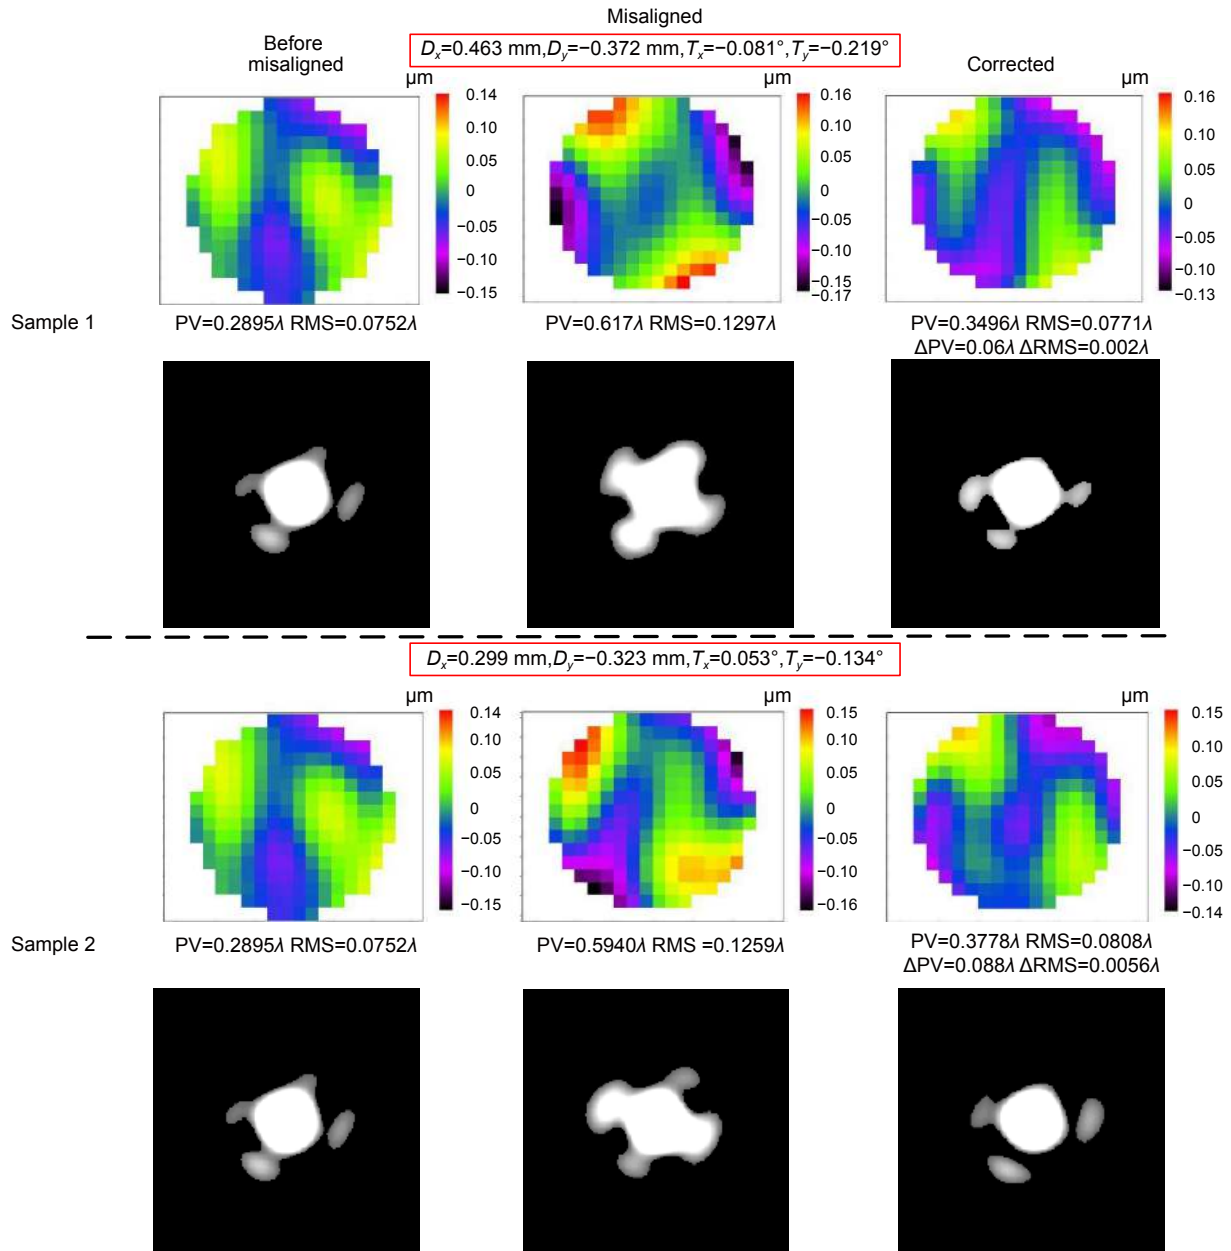 Misaligned
Before
misaligned
Dx=0.463 mm,Dy=−0.372 mm,Tx=−0.081°,Ty=−0.219°
Corrected
μm μm μm
0.14
0.10
0.05
0
−0.05
−0.10
−0.15
0.16
0.10
0.05
0
−0.05
−0.10
−0.15
−0.17
0.16
0.10
0.05
0
−0.05
−0.10
−0.13
Sample 1
PV=0.2895λ RMS=0.0752λ
PV=0.617λ RMS=0.1297λ
PV=0.3496λ RMS=0.0771λ
ΔPV=0.06λ ΔRMS=0.002λ
Dx=0.299 mm,Dy=−0.323 mm,Tx=0.053°,Ty=−0.134°
μm μm μm
0.14
0.10
0.05
0
−0.05
−0.10
−0.15
0.15
0.10
0.05
0
−0.05
−0.10
−0.16
0.15
0.10
0.05
0
−0.05
−0.10
−0.14
Sample 2
PV=0.2895λ RMS=0.0752λ
PV=0.5940λ RMS =0.1259λ
PV=0.3778λ RMS=0.0808λ
ΔPV=0.088λ ΔRMS=0.0056λ